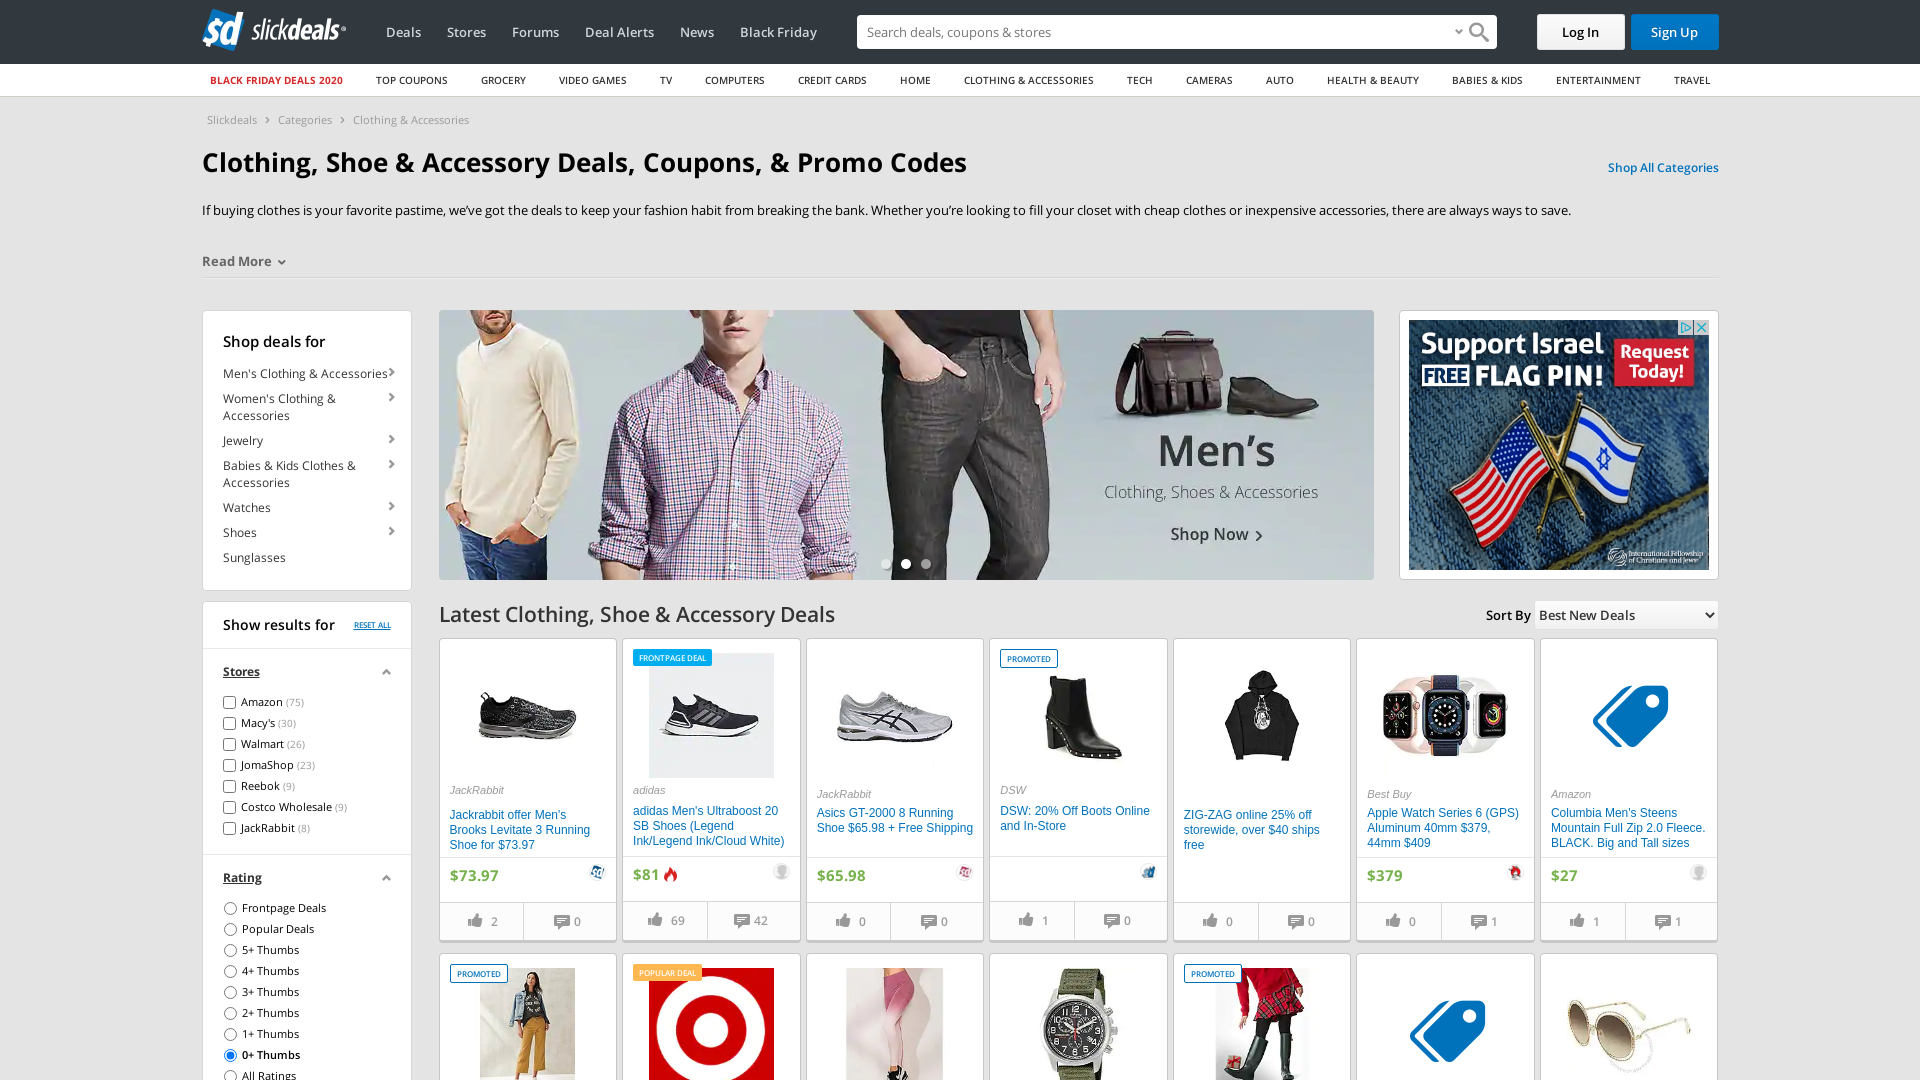 slickdeals
Deals
Stores
Forums
Deal Alerts
News
Black Friday
Search deals, coupons & stores
Log In
Sign Up
BLACK FRIDAY DEALS 2020
TOP COUPONS
GROCERY
VIDEO GAMES
TV
COMPUTERS
CREDIT CARDS
HOME
CLOTHING & ACCESSORIES
TECH
CAMERAS
AUTO
HEALTH & BEAUTY
BABIES & KIDS
ENTERTAINMENT
TRAVEL
Slickdeals > Categories > Clothing & Accessories
Clothing, Shoe & Accessory Deals, Coupons, & Promo Codes
Shop All Categories
If buying clothes is your favorite pastime, we’ve got the deals to keep your fashion habit from breaking the bank. Whether you’re looking to fill your closet with cheap clothes or inexpensive accessories, there are always ways to save.
Read More
Shop deals for
Men's Clothing & Accessories
Women's Clothing &
Accessories
Jewelry
Babies & Kids Clothes &
Accessories
Watches
Shoes
Sunglasses
Men’s
Clothing, Shoes & Accessories
Shop Now
Support Israel
FREE FLAG PIN!
Request
Today!
International Fellowship
of Christians and Jews
Show results for
RESET ALL
Stores
Amazon (75)
Macy's (30)
Walmart (26)
JomaShop (23)
Reebok (9)
Costco Wholesale (9)
JackRabbit (8)
Rating
Frontpage Deals
Popular Deals
5+ Thumbs
4+ Thumbs
3+ Thumbs
2+ Thumbs
1+ Thumbs
0+ Thumbs
All Ratings
Latest Clothing, Shoe & Accessory Deals
Sort By
Best New Deals
JackRabbit
Jackrabbit offer Men's
Brooks Levitate 3 Running
Shoe for $73.97
$73.97
2
0
FRONTPAGE DEAL
adidas
adidas Men's Ultraboost 20
SB Shoes (Legend
Ink/Legend Ink/Cloud White)
$81
69
42
JackRabbit
Asics GT-2000 8 Running
Shoe $65.98 + Free Shipping
$65.98
0
0
PROMOTED
DSW
DSW: 20% Off Boots Online
and In-Store
1
0
ZIG-ZAG online 25% off
storewide, over $40 ships
free
0
0
Best Buy
Apple Watch Series 6 (GPS)
Aluminum 40mm $379,
44mm $409
$379
0
1
Amazon
Columbia Men's Steens
Mountain Full Zip 2.0 Fleece.
BLACK. Big and Tall sizes
$27
1
1
PROMOTED
POPULAR DEAL
PROMOTED